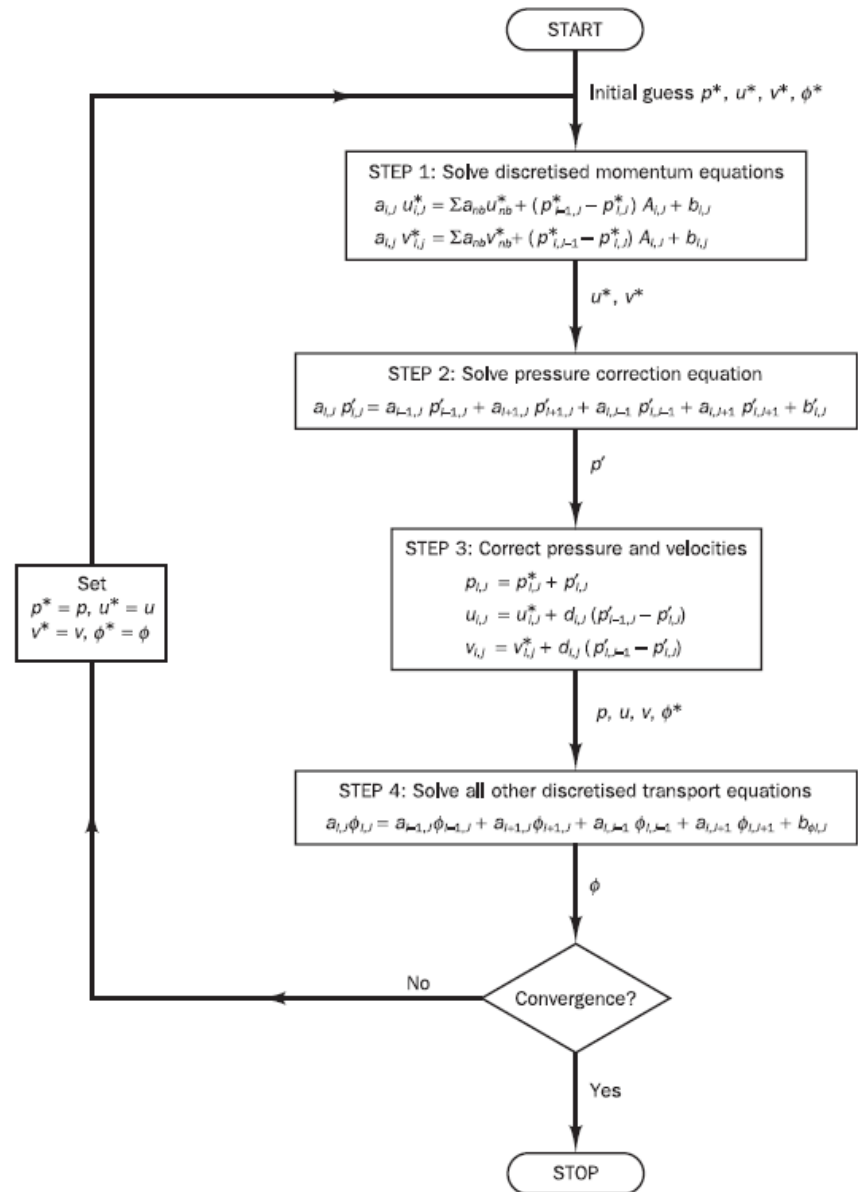 START
Initial guess p*, u*, v*, ϕ*
STEP 1: Solve discretised momentum equations
a_{i,J} u*_{i,J} = Σa_{nb}u*_{nb} + (p*_{I–1,J} – p*_{I,J}) A_{i,J} + b_{i,J}
a_{I,j} v*_{I,j} = Σa_{nb}v*_{nb} + (p*_{I,J–1} – p*_{I,J}) A_{I,j} + b_{I,j}
u*, v*
STEP 2: Solve pressure correction equation
a_{I,J} p′_{I,J} = a_{I–1,J} p′_{I–1,J} + a_{I+1,J} p′_{I+1,J} + a_{I,J–1} p′_{I,J–1} + a_{I,J+1} p′_{I,J+1} + b′_{I,J}
p′
STEP 3: Correct pressure and velocities
p_{I,J} = p*_{I,J} + p′_{I,J}
u_{i,J} = u*_{i,J} + d_{i,J} (p′_{I–1,J} – p′_{I,J})
v_{I,j} = v*_{I,j} + d_{I,j} (p′_{I,J–1} – p′_{I,J})
Set
p* = p, u* = u
v* = v, ϕ* = ϕ
p, u, v, ϕ*
STEP 4: Solve all other discretised transport equations
a_{I,J}ϕ_{I,J} = a_{I–1,J}ϕ_{I–1,J} + a_{I+1,J}ϕ_{I+1,J} + a_{I,J–1} ϕ_{I,J–1} + a_{I,J+1} ϕ_{I,J+1} + b_{ϕI,J}
ϕ
No
Convergence?
Yes
STOP